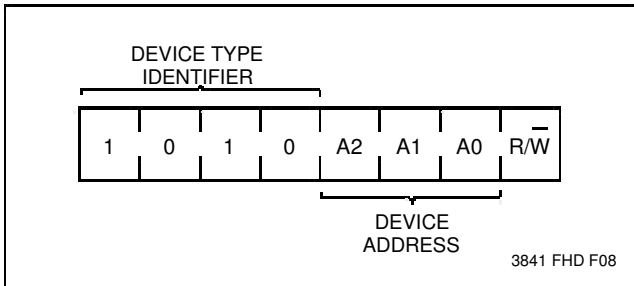 DEVICE TYPE
IDENTIFIER
1 0 1 0 A2 A1 A0 R/W̅
DEVICE
ADDRESS
3841 FHD F08